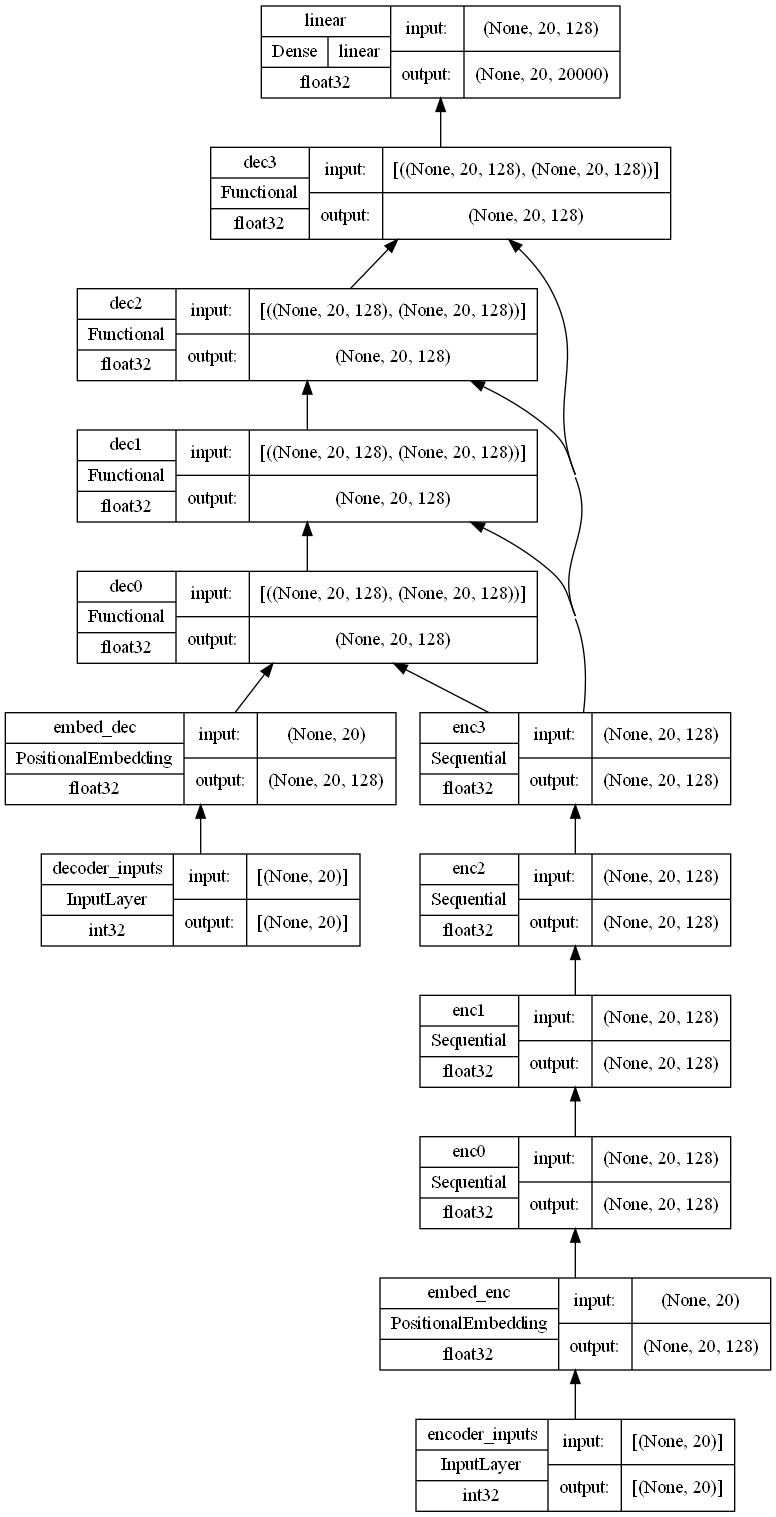 linear
Dense linear
float32
input: (None, 20, 128)
output: (None, 20, 20000)
dec3
Functional
float32
input: [((None, 20, 128), (None, 20, 128))]
output: (None, 20, 128)
dec2
Functional
float32
input: [((None, 20, 128), (None, 20, 128))]
output: (None, 20, 128)
dec1
Functional
float32
input: [((None, 20, 128), (None, 20, 128))]
output: (None, 20, 128)
dec0
Functional
float32
input: [((None, 20, 128), (None, 20, 128))]
output: (None, 20, 128)
embed_dec
PositionalEmbedding
float32
input: (None, 20)
output: (None, 20, 128)
enc3
Sequential
float32
input: (None, 20, 128)
output: (None, 20, 128)
decoder_inputs
InputLayer
int32
input: [(None, 20)]
output: [(None, 20)]
enc2
Sequential
float32
input: (None, 20, 128)
output: (None, 20, 128)
enc1
Sequential
float32
input: (None, 20, 128)
output: (None, 20, 128)
enc0
Sequential
float32
input: (None, 20, 128)
output: (None, 20, 128)
embed_enc
PositionalEmbedding
float32
input: (None, 20)
output: (None, 20, 128)
encoder_inputs
InputLayer
int32
input: [(None, 20)]
output: [(None, 20)]